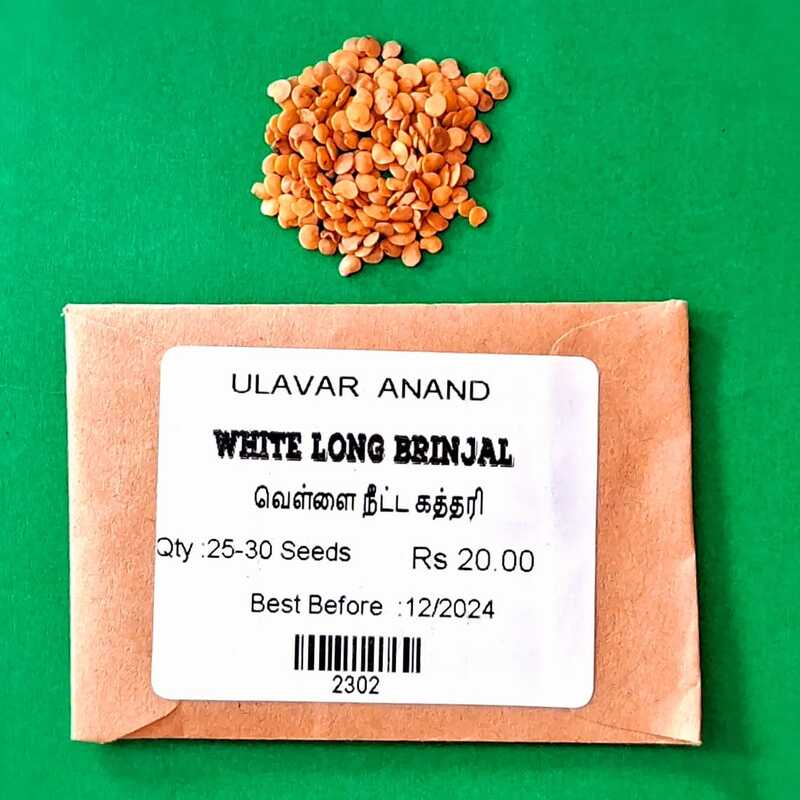 ULAVAR ANAND
WHITE LONG BRINJAL
வெள்ளை நீட்ட கத்தரி
Qty :25-30 Seeds Rs 20.00
Best Before :12/2024
2302